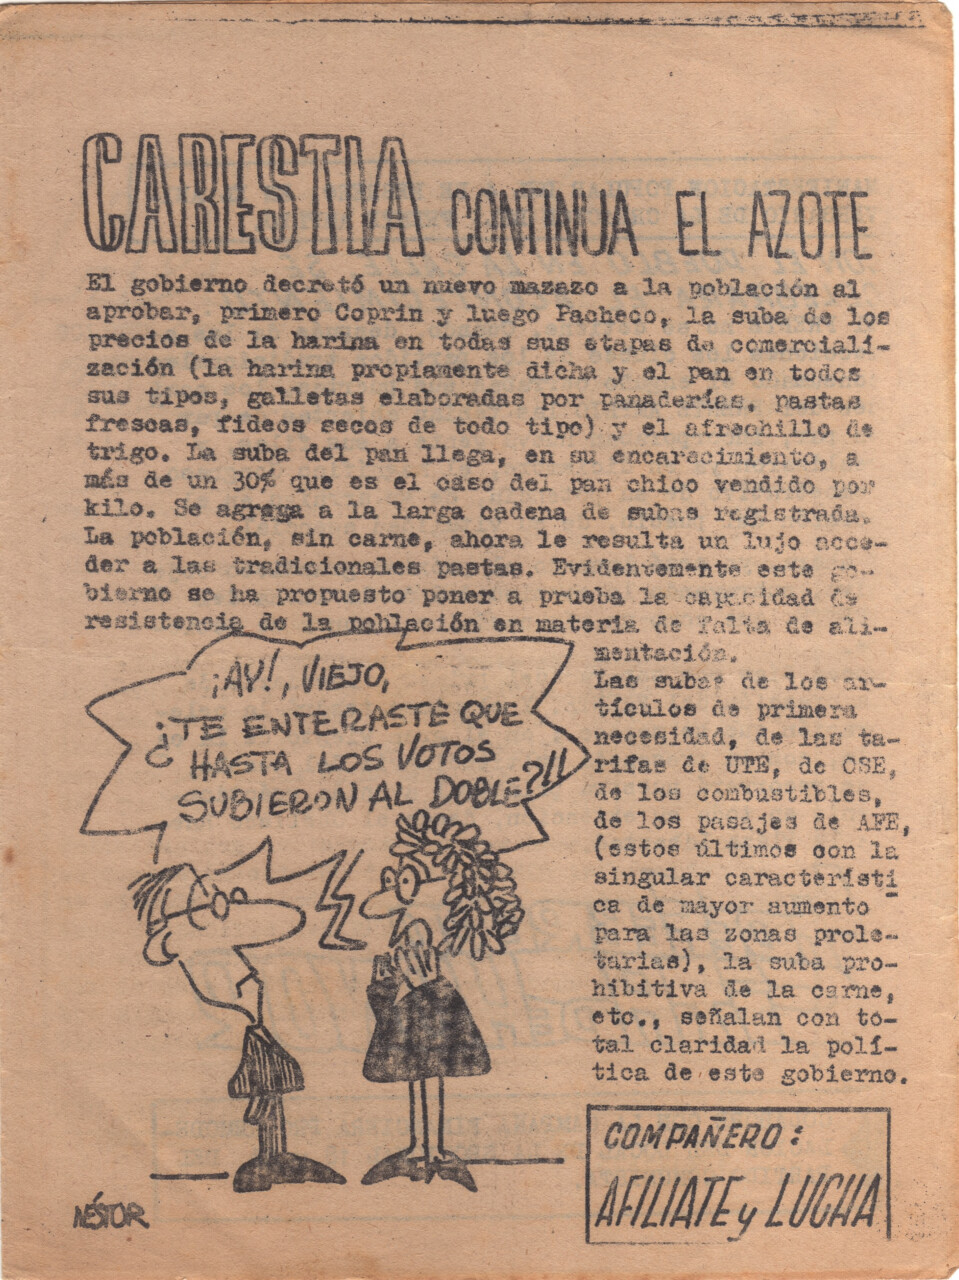 CARESTIA CONTINUA EL AZOTE
El gobierno decretó un nuevo mazazo a la población al
aprobar, primero Coprin y luego Pacheco, la suba de los
precios de la harina en todas sus etapas de comerciali-
zación (la harina propiamente dicha y el pan en todos
sus tipos, galletas elaboradas por panaderías, pastas
frescas, fideos secos de todo tipo) y el afrechillo de
trigo. La suba del pan llega, en su encarecimiento, a
más de un 30% que es el caso del pan chico vendido por
kilo. Se agrega a la larga cadena de subas registrada.
La población, sin carne, ahora le resulta un lujo acce-
der a las tradicionales pastas. Evidentemente este go-
bierno se ha propuesto poner a prueba la capacidad de
resistencia de la población en materia de falta de ali-
mentación.
Las subas de los ar-
tículos de primera
necesidad, de las ta-
rifas de UTE, de OSE,
de los combustibles,
de los pasajes de AFE,
(estos últimos con la
singular característi
ca de mayor aumento
para las zonas prole-
tarias), la suba pro-
hibitiva de la carne,
etc., señalan con to-
tal claridad la polí-
tica de este gobierno.
¡AY!, VIEJO,
¿TE ENTERASTE QUE
HASTA LOS VOTOS
SUBIERON AL DOBLE?!!
NÉSTOR
COMPAÑERO:
AFILIATE y LUCHA